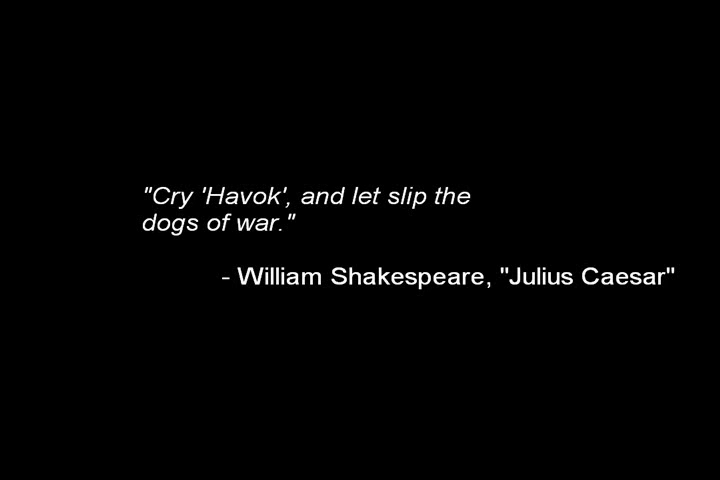 "Cry 'Havok', and let slip the
dogs of war."
- William Shakespeare, "Julius Caesar"